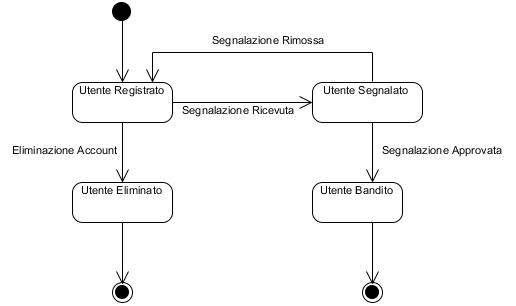 Segnalazione Rimossa
Utente Registrato
Utente Segnalato
Segnalazione Ricevuta
Eliminazione Account
Segnalazione Approvata
Utente Eliminato
Utente Bandito